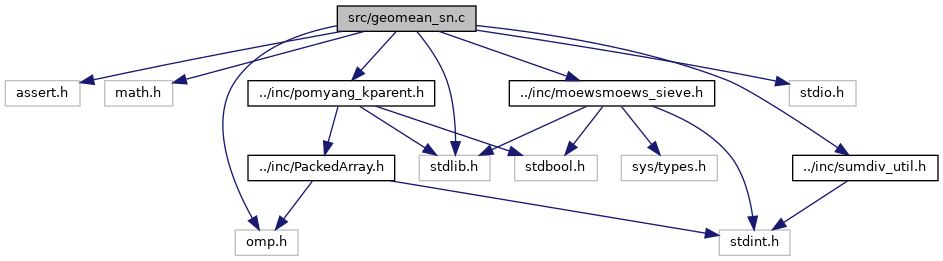 src/geomean_sn.c
assert.h
math.h
../inc/pomyang_kparent.h
../inc/moewsmoews_sieve.h
stdio.h
../inc/PackedArray.h
stdlib.h
stdbool.h
sys/types.h
../inc/sumdiv_util.h
omp.h
stdint.h